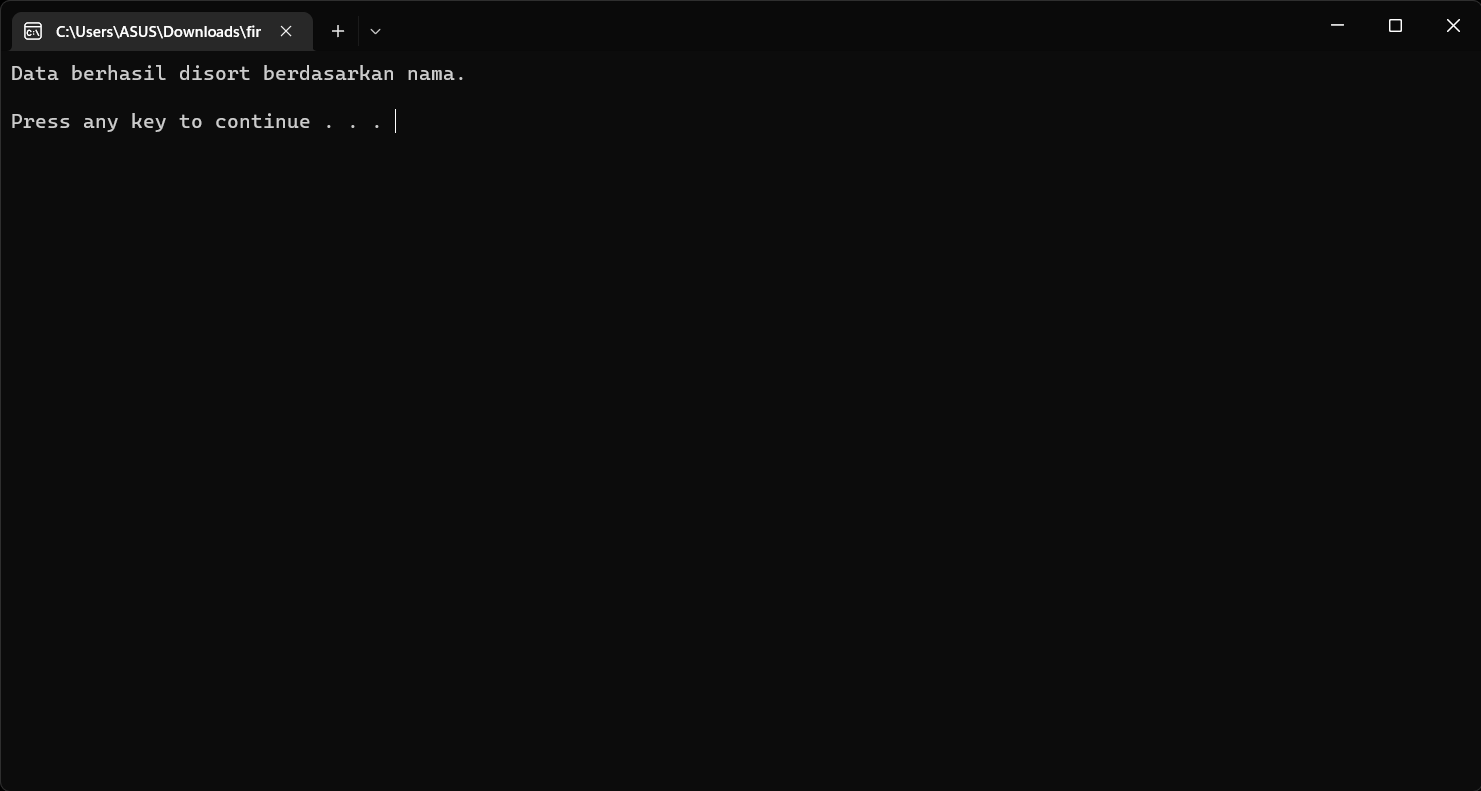 C:\Users\ASUS\Downloads\fir
Data berhasil disort berdasarkan nama.
Press any key to continue . . .